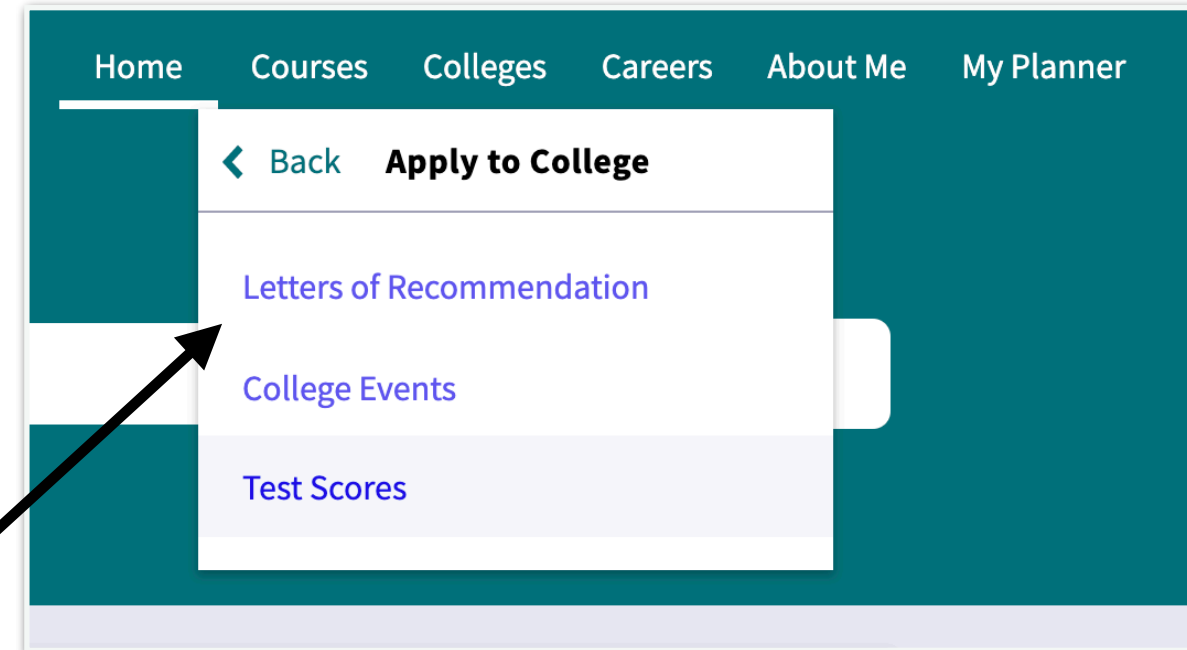 Home Courses Colleges Careers About Me My Planner
Back Apply to College
Letters of Recommendation
College Events
Test Scores